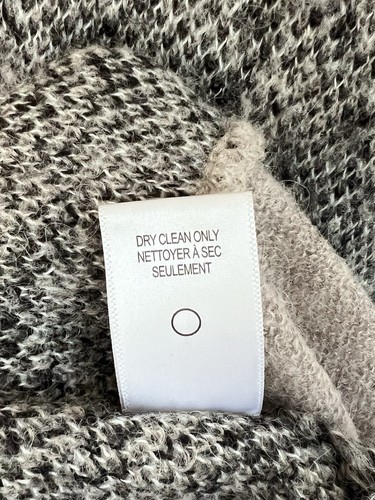 DRY CLEAN ONLY
NETTOYER À SEC
SEULEMENT